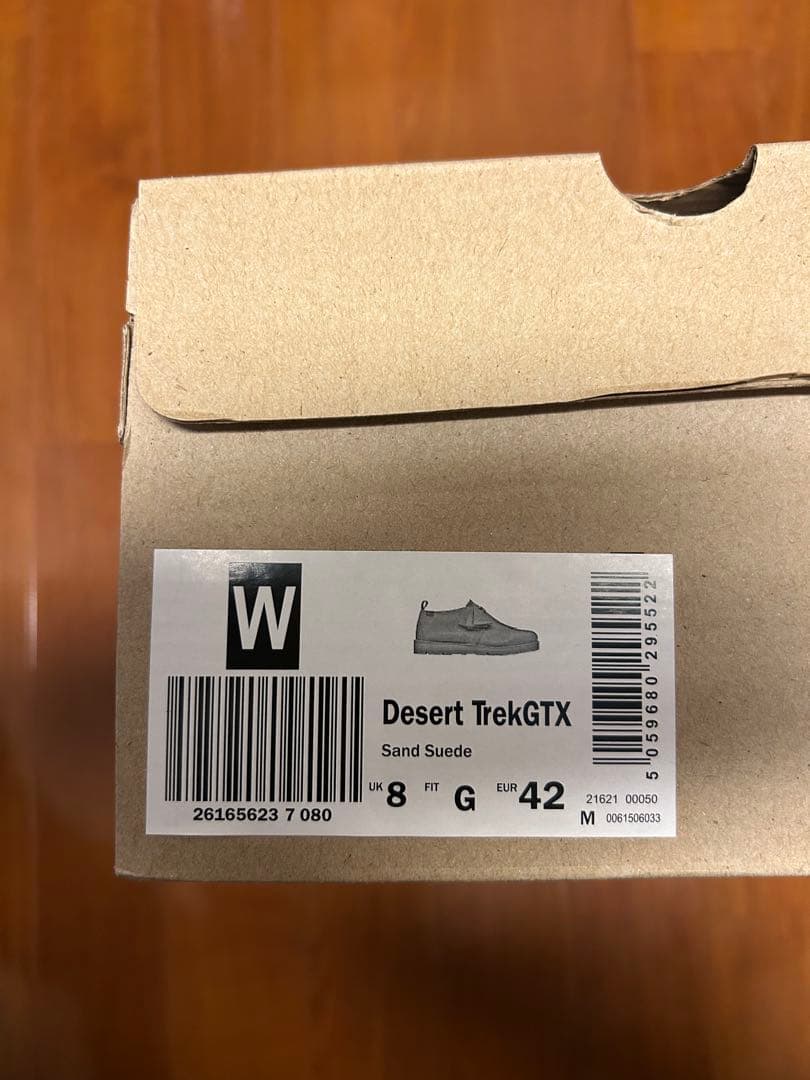 W
26165623 7 080
Desert TrekGTX
Sand Suede
UK 8 FIT G EUR 42
21621 00050
M 0061506033
5 059680 295522